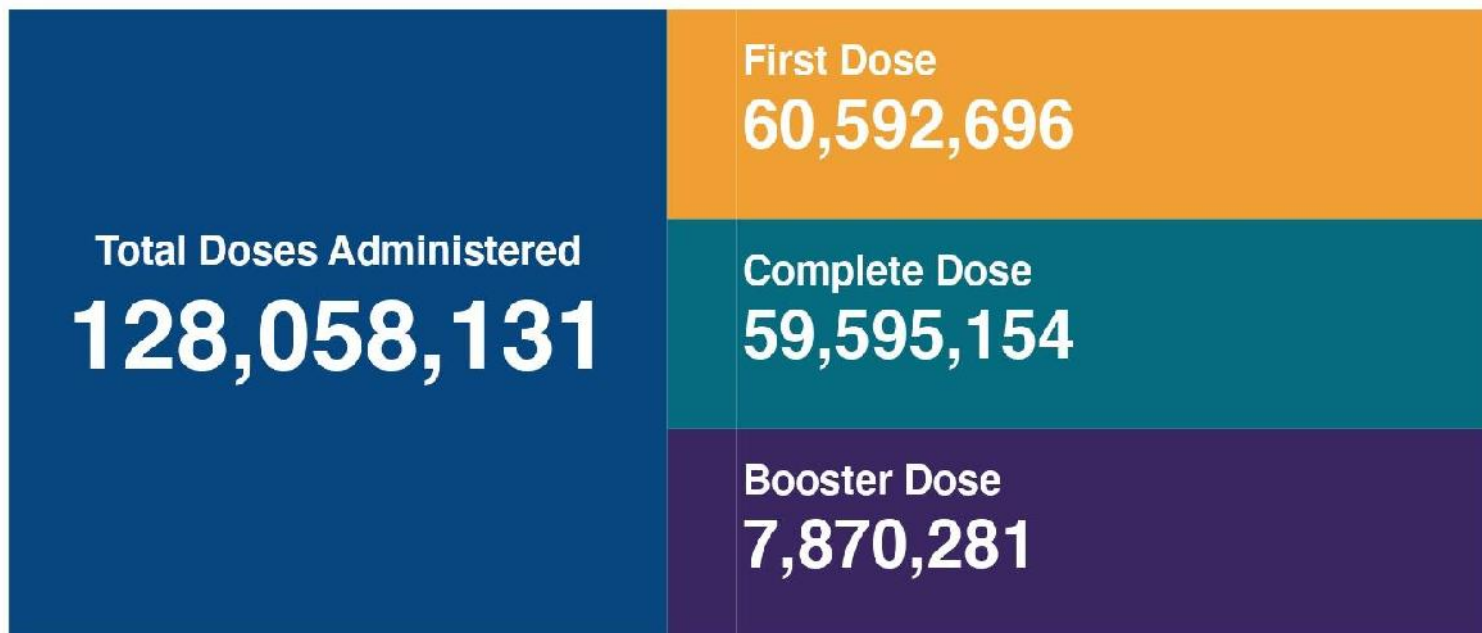 Total Doses Administered
128,058,131
First Dose
60,592,696
Complete Dose
59,595,154
Booster Dose
7,870,281